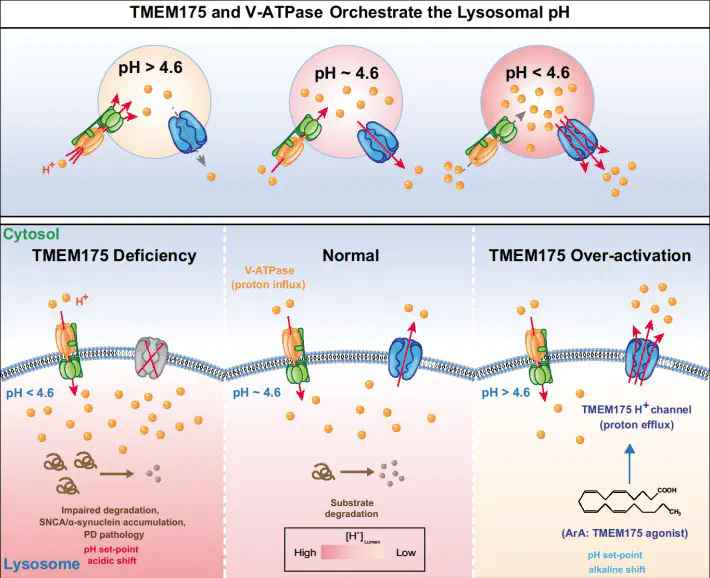 TMEM175 and V-ATPase Orchestrate the Lysosomal pH
pH > 4.6
pH ~ 4.6
pH < 4.6
H+
Cytosol
TMEM175 Deficiency
Normal
TMEM175 Over-activation
H+
V-ATPase
(proton influx)
pH < 4.6
pH ~ 4.6
pH > 4.6
TMEM175 H+ channel
(proton efflux)
Impaired degradation,
SNCA/α-synuclein accumulation,
PD pathology
pH set-point
acidic shift
Substrate
degradation
[H+]Lumen
High
Low
COOH
CH3
(ArA: TMEM175 agonist)
pH set-point
alkaline shift
Lysosome